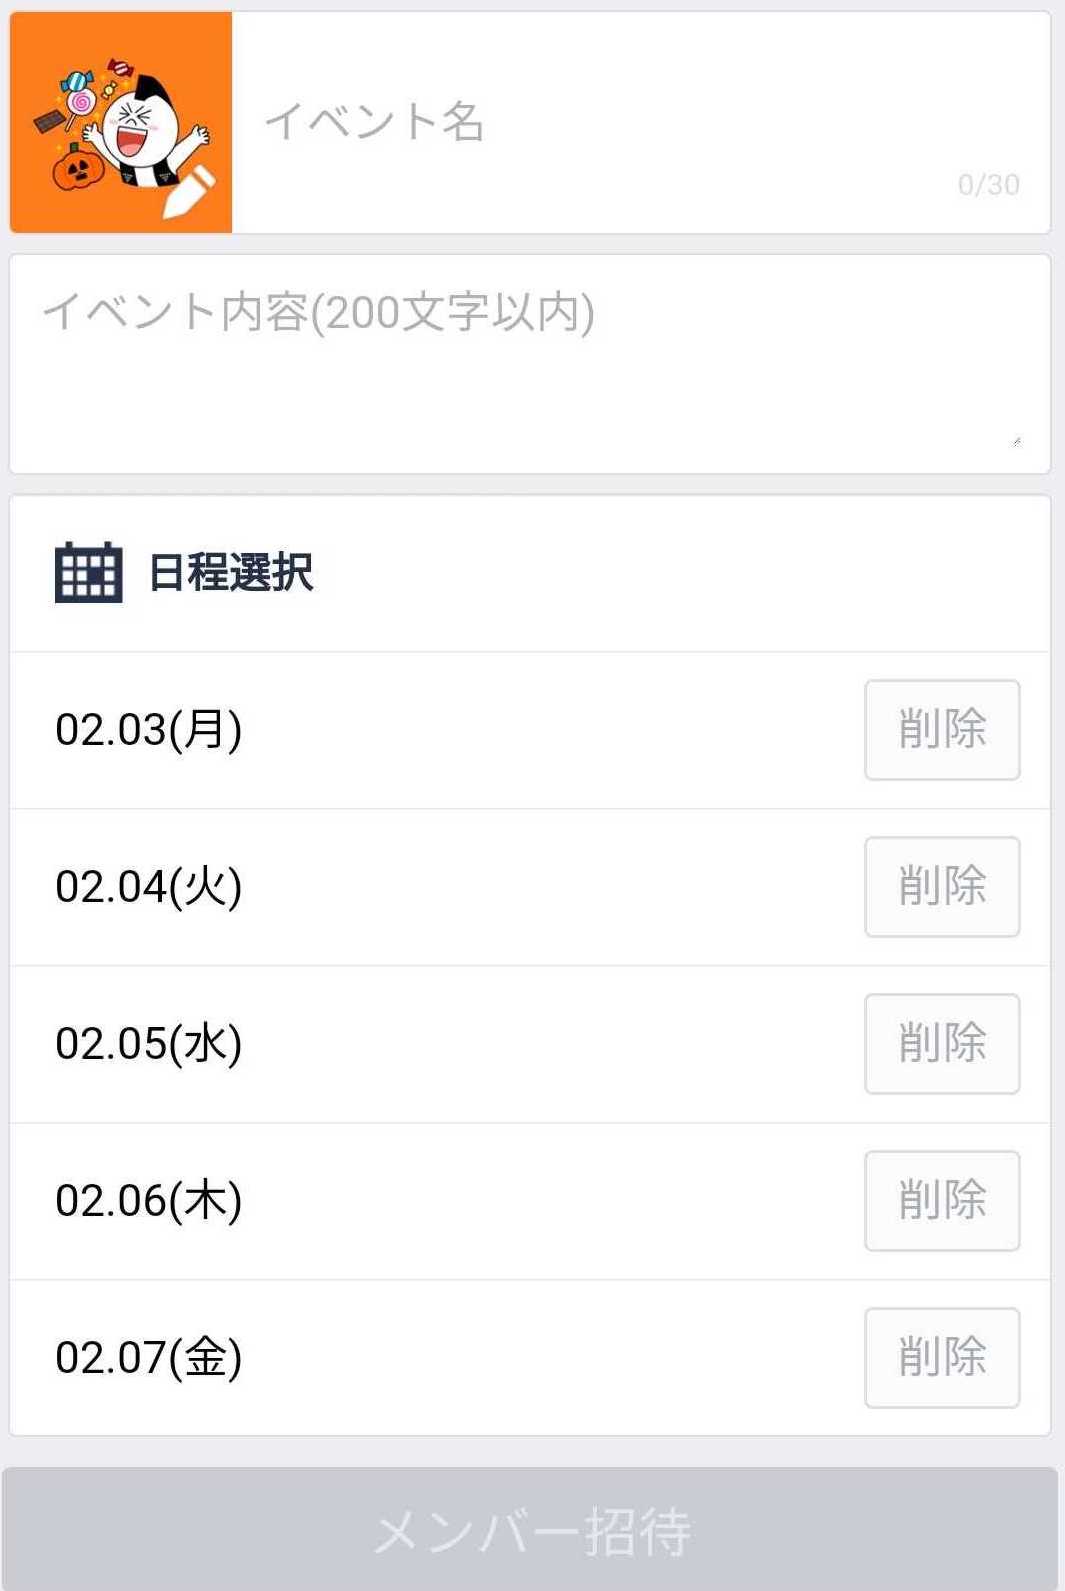 イベント名
0/30
イベント内容(200文字以内)
日程選択
02.03(月) 削除
02.04(火) 削除
02.05(水) 削除
02.06(木) 削除
02.07(金) 削除
メンバー招待